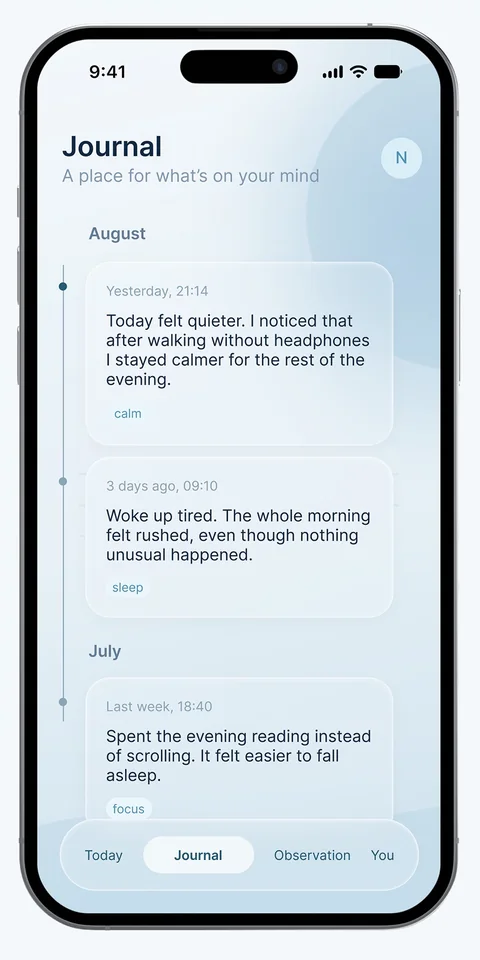 9:41
Journal
A place for what's on your mind
N
August
Yesterday, 21:14
Today felt quieter. I noticed that
after walking without headphones
I stayed calmer for the rest of the
evening.
calm
3 days ago, 09:10
Woke up tired. The whole morning
felt rushed, even though nothing
unusual happened.
sleep
July
Last week, 18:40
Spent the evening reading instead
of scrolling. It felt easier to fall
asleep.
focus
Today
Journal
Observation
You